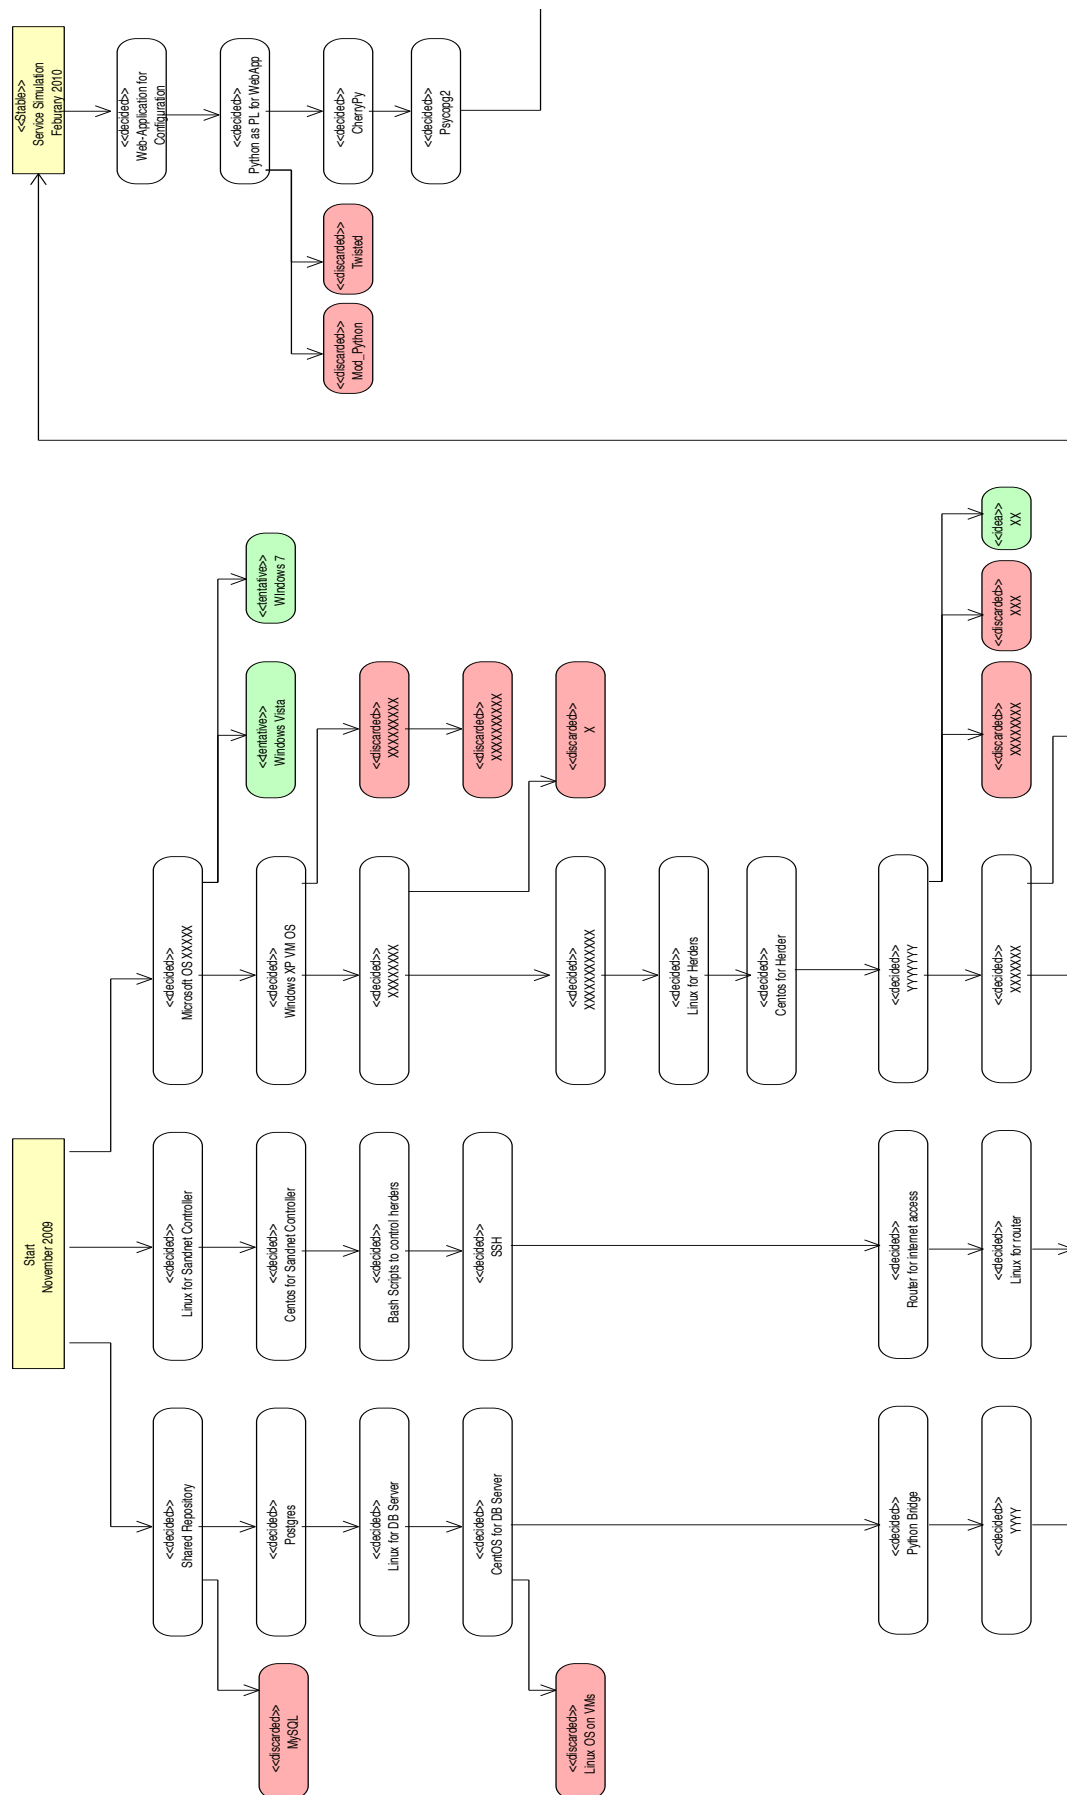 Start
November 2009
<<Stable>>
Service Simulation
Feburary 2010
<<decided>>
Shared Repository
<<decided>>
Linux for Sandnet Controller
<<decided>>
Microsoft OS XXXXX
<<decided>>
Web-Application for
Configuration
<<discarded>>
MySQL
<<decided>>
Postgres
<<decided>>
Centos for Sandnet Controller
<<decided>>
Windows XP VM OS
<<tentative>>
Windows Vista
<<tentative>>
WIndows 7
<<decided>>
Python as PL for WebApp
<<decided>>
Linux for DB Server
<<decided>>
Bash Scripts to control herders
<<decided>>
XXXXXXXX
<<discarded>>
XXXXXXXXX
<<discarded>>
Mod_Python
<<discarded>>
Twisted
<<decided>>
CherryPy
<<decided>>
CentOS for DB Server
<<decided>>
SSH
<<discarded>>
XXXXXXXXXX
<<decided>>
Psycopg2
<<discarded>>
Linux OS on VMs
<<decided>>
XXXXXXXXXXXX
<<discarded>>
X
<<decided>>
Linux for Herders
<<decided>>
Centos for Herder
<<decided>>
Python Bridge
<<decided>>
Router for internet access
<<decided>>
YYYYYYY
<<decided>>
YYYY
<<decided>>
Linux for router
<<decided>>
XXXXXXX
<<discarded>>
XXXXXXXX
<<discarded>>
XXX
<<idea>>
XX